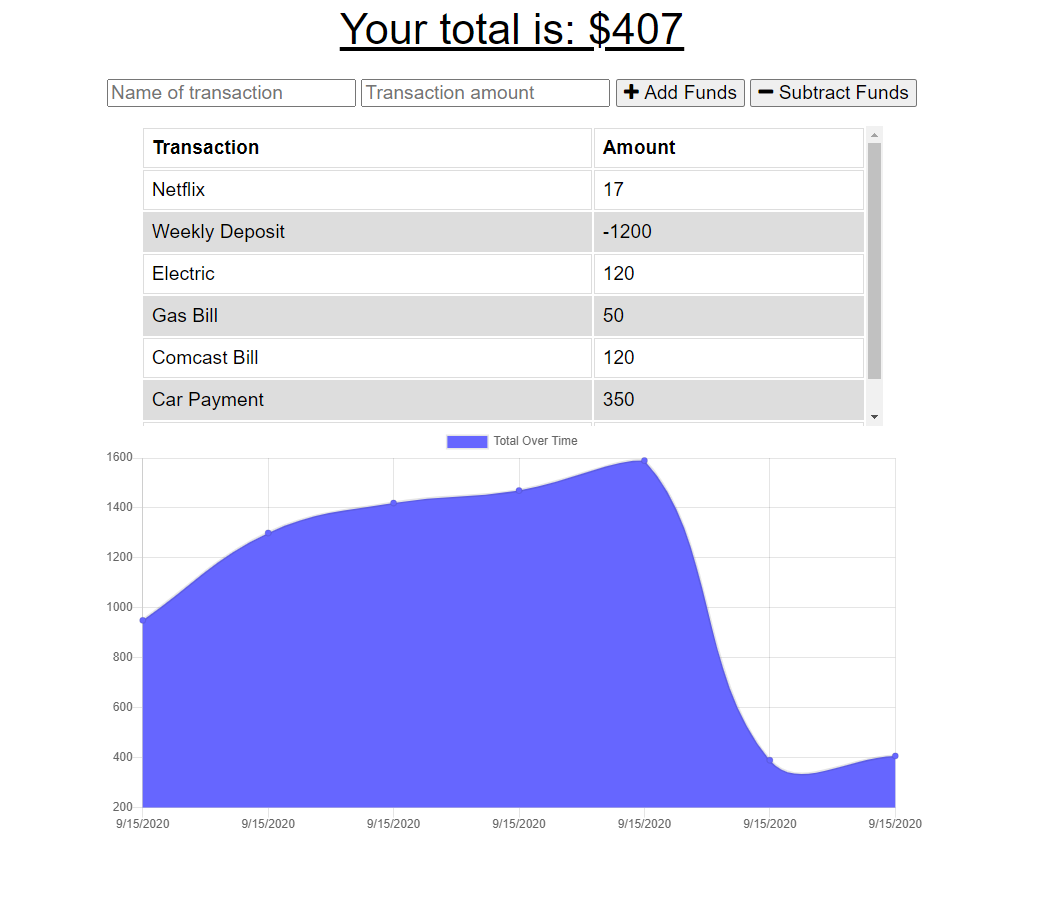 Your total is: $407
Name of transaction Transaction amount Add Funds Subtract Funds
Transaction Amount
Netflix 17
Weekly Deposit -1200
Electric 120
Gas Bill 50
Comcast Bill 120
Car Payment 350
Total Over Time
1600
1400
1200
1000
800
600
400
200
9/15/2020 9/15/2020 9/15/2020 9/15/2020 9/15/2020 9/15/2020 9/15/2020